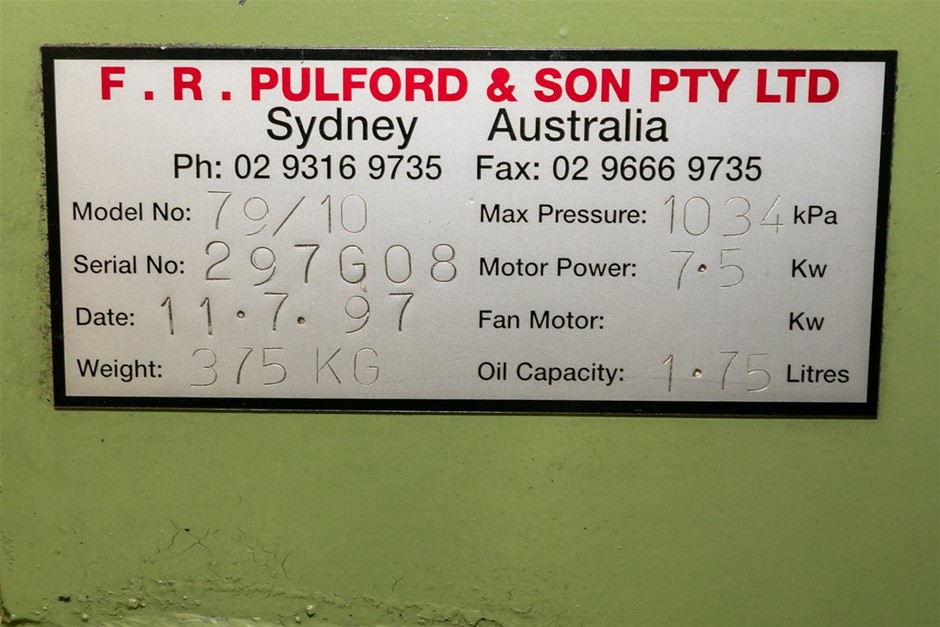 F . R . PULFORD & SON PTY LTD
Sydney Australia
Ph: 02 9316 9735 Fax: 02 9666 9735
Model No: 79/10 Max Pressure: 1034 kPa
Serial No: 297G08 Motor Power: 7.5 Kw
Date: 11.7.97 Fan Motor: Kw
Weight: 375 KG Oil Capacity: 1.75 Litres